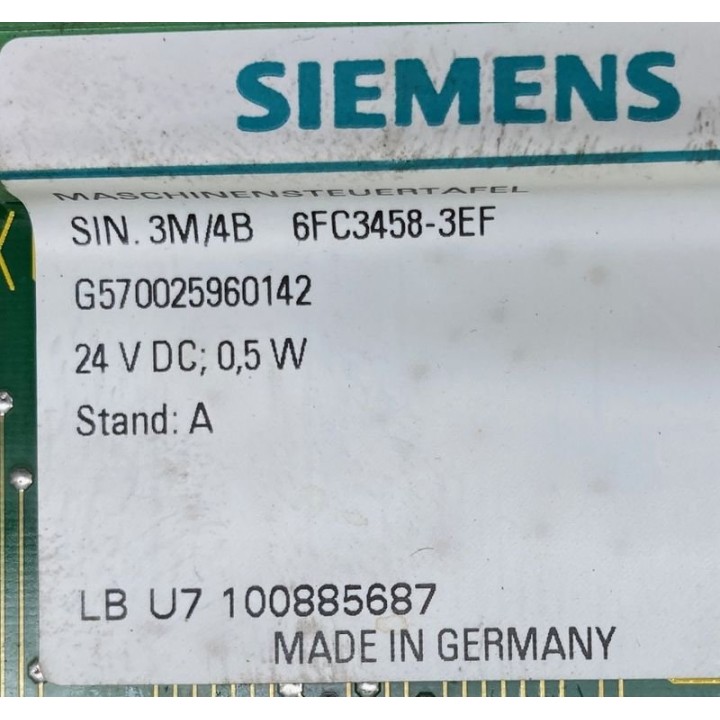 SIEMENS
MASCHINENSTEUERTAFEL
SIN. 3M/4B 6FC3458-3EF
G570025960142
24 V DC; 0,5 W
Stand: A
LB U7 100885687
MADE IN GERMANY